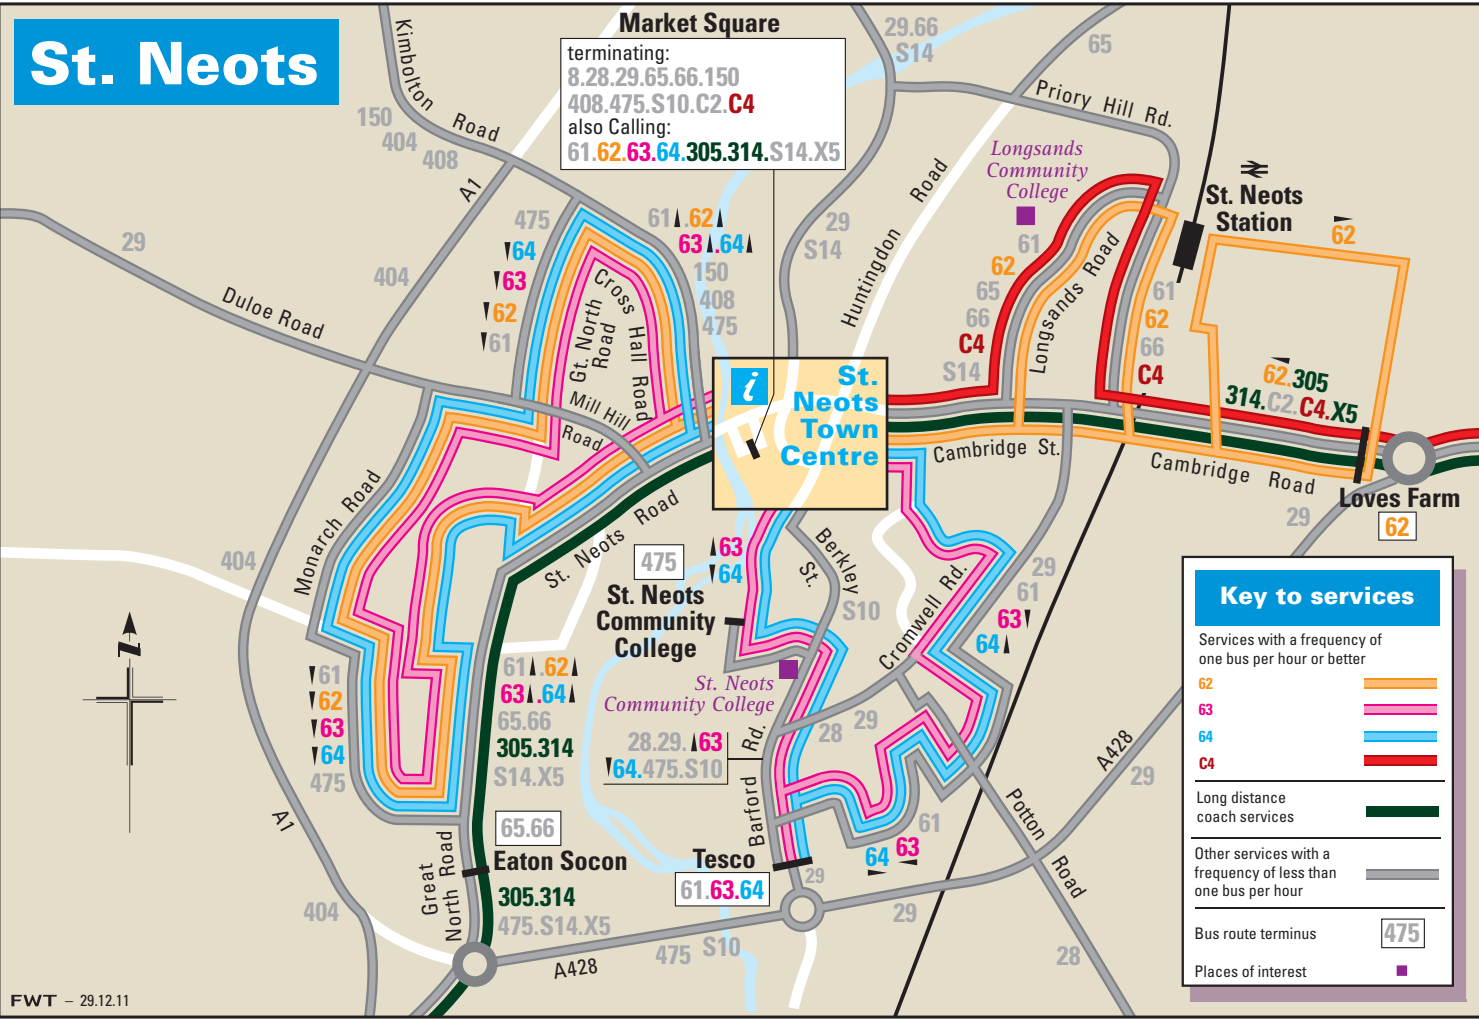 St. Neots
Market Square
terminating:
8.28.29.65.66.150
408.475.S10.C2.C4
also Calling:
61.62.63.64.305.314.S14.X5
29.66
S14
65
Kimbolton Road
150
404
408
A1
Priory Hill Rd.
Longsands
Community
College
St. Neots
Station
62
29
475
64
63
62
61
61 .62
63 .64
150
408
475
29
S14
Huntingdon Road
61
62
65
66
C4
S14
Longsands Road
61
62
66
C4
62.305
314.C2.C4.X5
404
Duloe Road
Gt. North
Road
Cross Hall Road
Mill Hill
Road
i
St.
Neots
Town
Centre
Cambridge St.
Cambridge Road
Loves Farm
62
29
Monarch Road
404
St. Neots Road
475
63
64
St. Neots
Community
College
Berkley
St.
S10
Cromwell Rd.
29
61
63
64
St. Neots
Community College
61
62
63
64
475
61 .62
63 .64
65.66
305.314
S14.X5
28.29. 63
64.475.S10
Barford Rd.
28
29
A428
29
A1
65.66
Eaton Socon
305.314
475.S14.X5
Great
North Road
Tesco
61.63.64
29
61
63
64
Potton Road
404
A428
475
S10
29
28
Key to services
Services with a frequency of
one bus per hour or better
62
63
64
C4
Long distance
coach services
Other services with a
frequency of less than
one bus per hour
Bus route terminus
475
Places of interest
N
FWT – 29.12.11